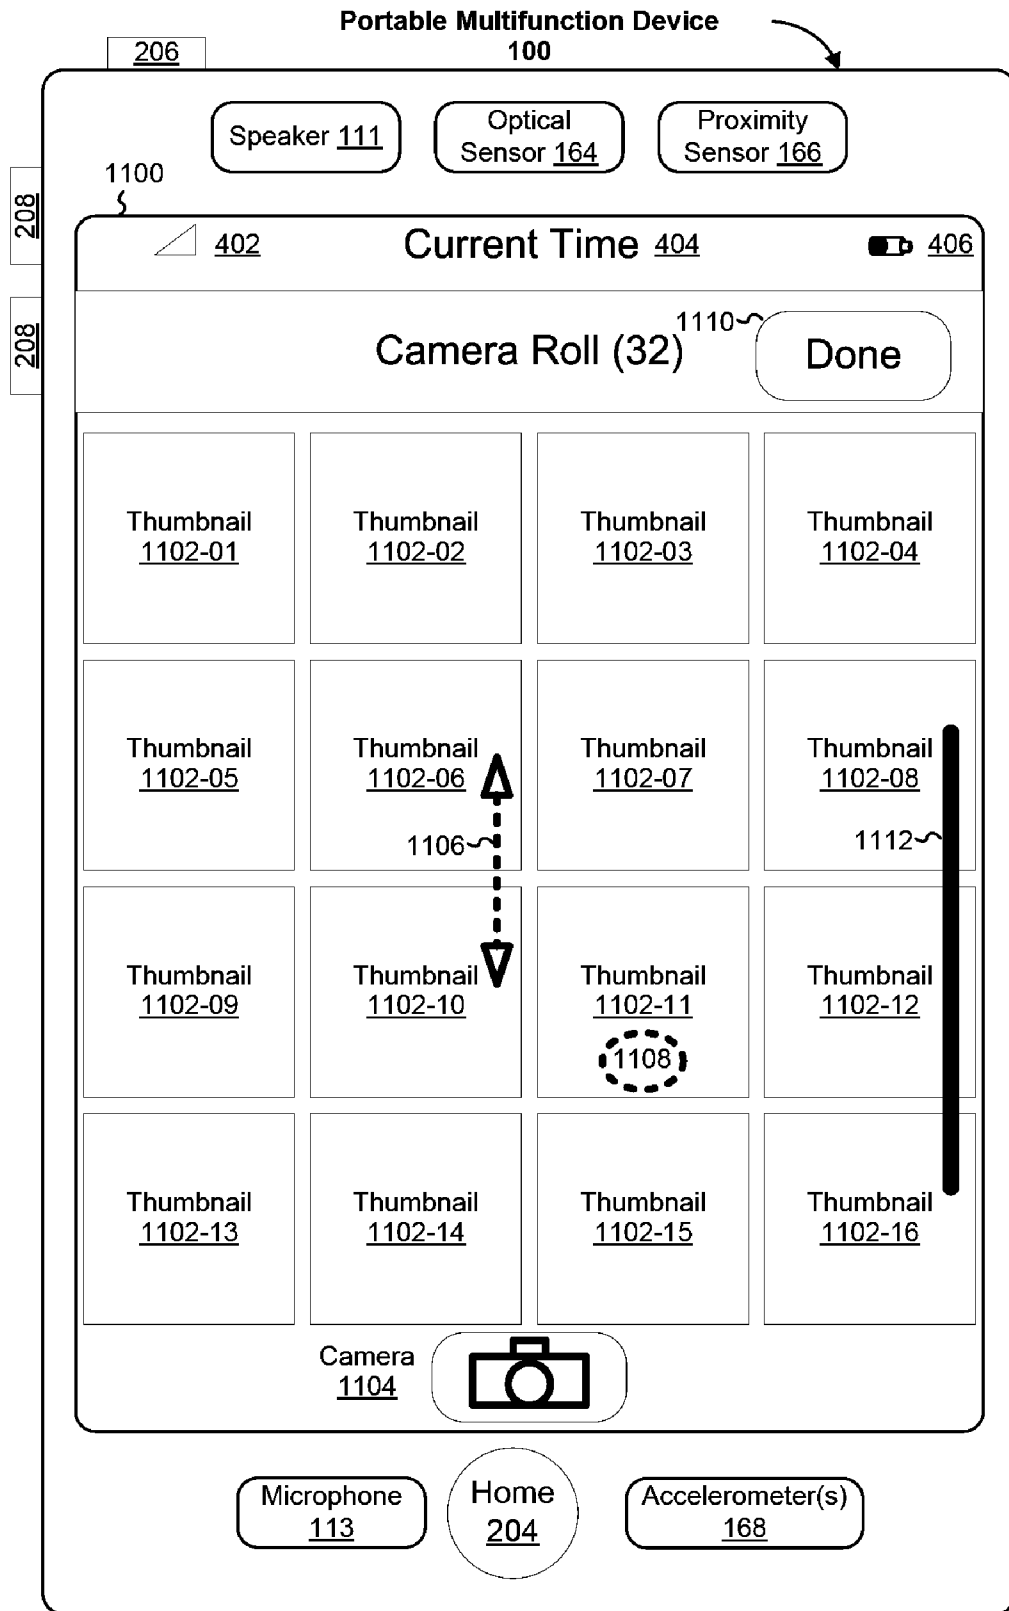 Portable Multifunction Device
100
206
Speaker 111
Optical
Sensor 164
Proximity
Sensor 166
208
208
1100
402
Current Time 404
406
Camera Roll (32)
1110
Done
Thumbnail
1102-01
Thumbnail
1102-02
Thumbnail
1102-03
Thumbnail
1102-04
Thumbnail
1102-05
Thumbnail
1102-06
Thumbnail
1102-07
Thumbnail
1102-08
1106
1112
Thumbnail
1102-09
Thumbnail
1102-10
Thumbnail
1102-11
1108
Thumbnail
1102-12
Thumbnail
1102-13
Thumbnail
1102-14
Thumbnail
1102-15
Thumbnail
1102-16
Camera
1104
Microphone
113
Home
204
Accelerometer(s)
168